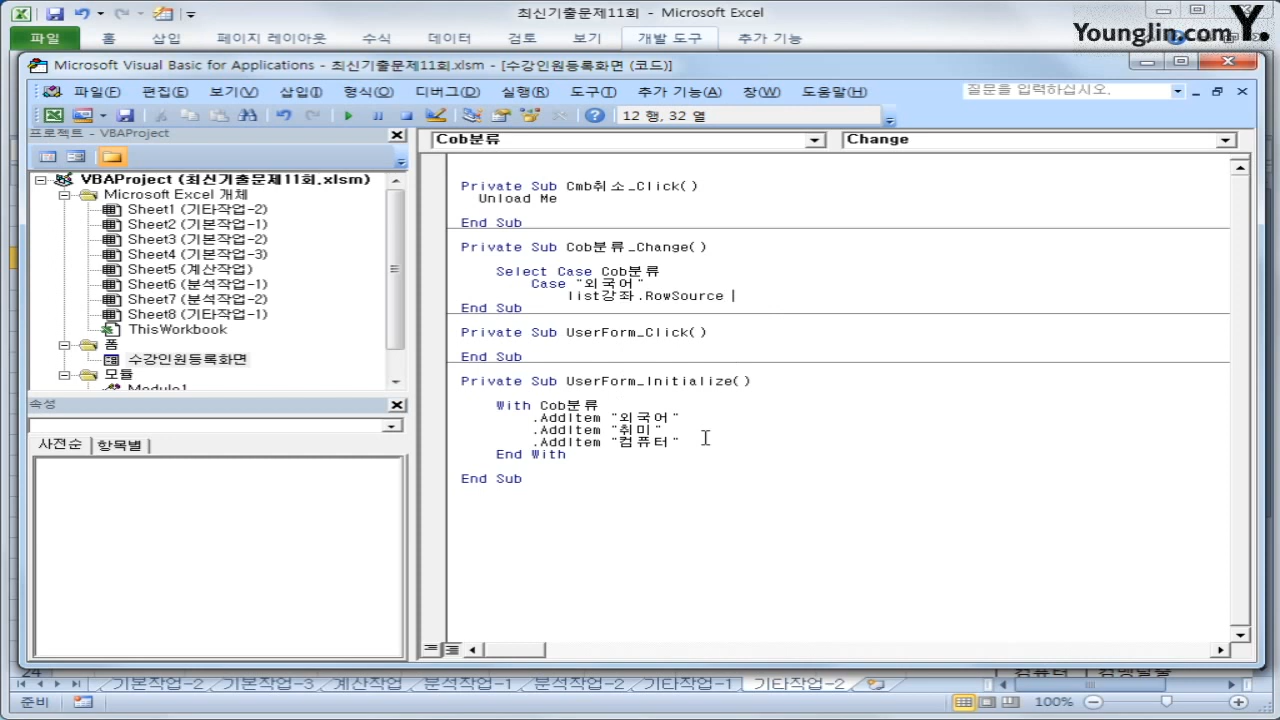 최신기출문제11회 - Microsoft Excel
파일 홈 삽입 페이지 레이아웃 수식 데이터 검토 보기 개발 도구 추가 기능
YoungJin.com Y.
Microsoft Visual Basic for Applications - 최신기출문제11회.xlsm - [수강인원등록화면 (코드)]
파일(F) 편집(E) 보기(V) 삽입(I) 형식(O) 디버그(D) 실행(R) 도구(T) 추가 기능(A) 창(W) 도움말(H) 질문을 입력하십시오.
12 행, 32 열
프로젝트 - VBAProject
VBAProject (최신기출문제11회.xlsm)
Microsoft Excel 개체
Sheet1 (기타작업-2)
Sheet2 (기본작업-1)
Sheet3 (기본작업-2)
Sheet4 (기본작업-3)
Sheet5 (계산작업)
Sheet6 (분석작업-1)
Sheet7 (분석작업-2)
Sheet8 (기타작업-1)
ThisWorkbook
폼
수강인원등록화면
모듈
Module1
속성
사전순 항목별
Cob분류 Change
Private Sub Cmb취소_Click()
Unload Me
End Sub
Private Sub Cob분류_Change()
Select Case Cob분류
Case "외국어"
list강좌.RowSource
End Sub
Private Sub UserForm_Click()
End Sub
Private Sub UserForm_Initialize()
With Cob분류
.AddItem "외국어"
.AddItem "취미"
.AddItem "컴퓨터"
End With
End Sub
24
기본작업-2 기본작업-3 계산작업 분석작업-1 분석작업-2 기타작업-1 기타작업-2
준비 100%